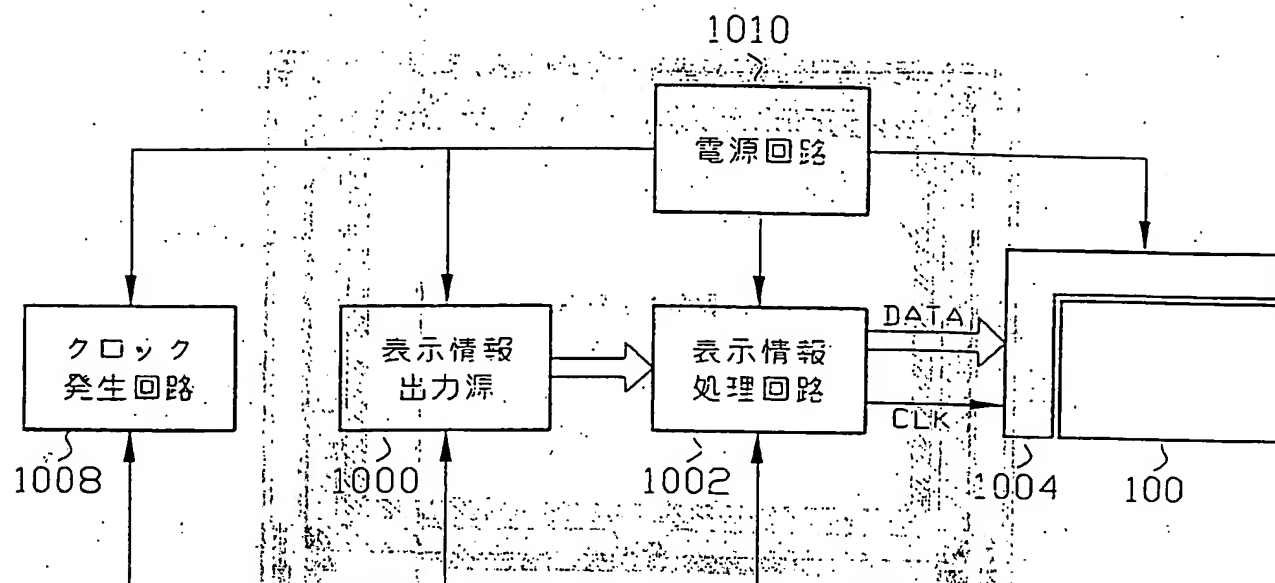 1010
電源回路
クロック
発生回路
表示情報
出力源
表示情報
処理回路
DATA
CLK
1008
1000
1002
1004
100